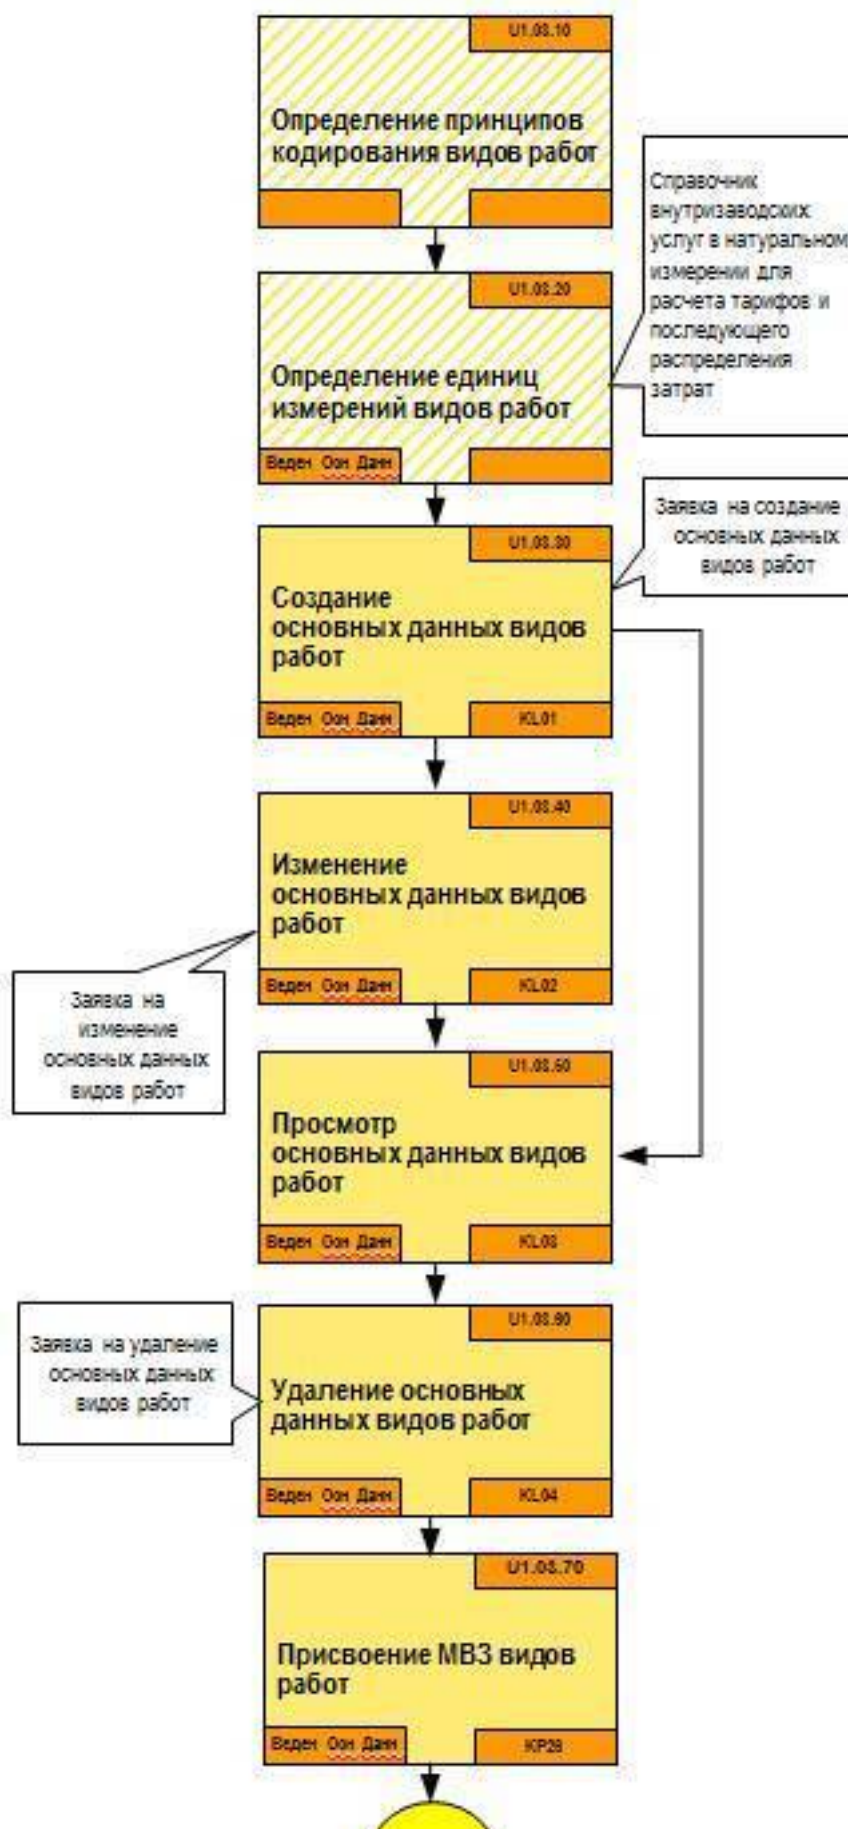 U1.08.10
Определение принципов
кодирования видов работ
Справочник
внутризаводских
услуг в натуральном
измерении для
расчета тарифов и
последующего
распределения
затрат
U1.08.20
Определение единиц
измерений видов работ
Веден Осн Данн
Заявка на создание
основных данных
видов работ
U1.08.30
Создание
основных данных видов
работ
Веден Осн Данн
KL01
U1.08.40
Изменение
основных данных видов
работ
Веден Осн Данн
KL02
Заявка на
изменение
основных данных
видов работ
U1.08.50
Просмотр
основных данных видов
работ
Веден Осн Данн
KL03
Заявка на удаление
основных данных
видов работ
U1.08.60
Удаление основных
данных видов работ
Веден Осн Данн
KL04
U1.08.70
Присвоение МВЗ видов
работ
Веден Осн Данн
KP26